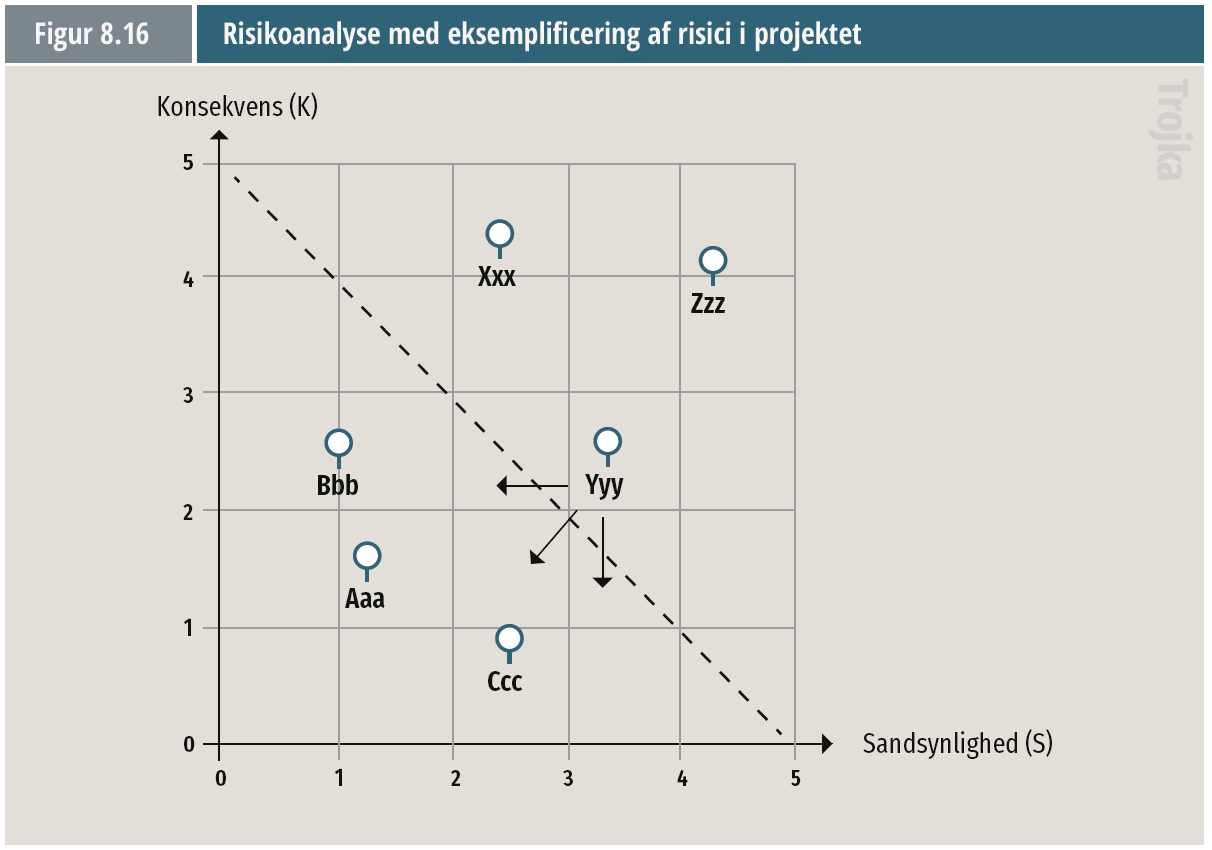 Figur 8.16
Risikoanalyse med eksemplificering af risici i projektet
Trojka
Konsekvens (K)
5
4
3
2
1
0
Xxx
Zzz
Bbb
Yyy
Aaa
Ccc
0 1 2 3 4 5
Sandsynlighed (S)